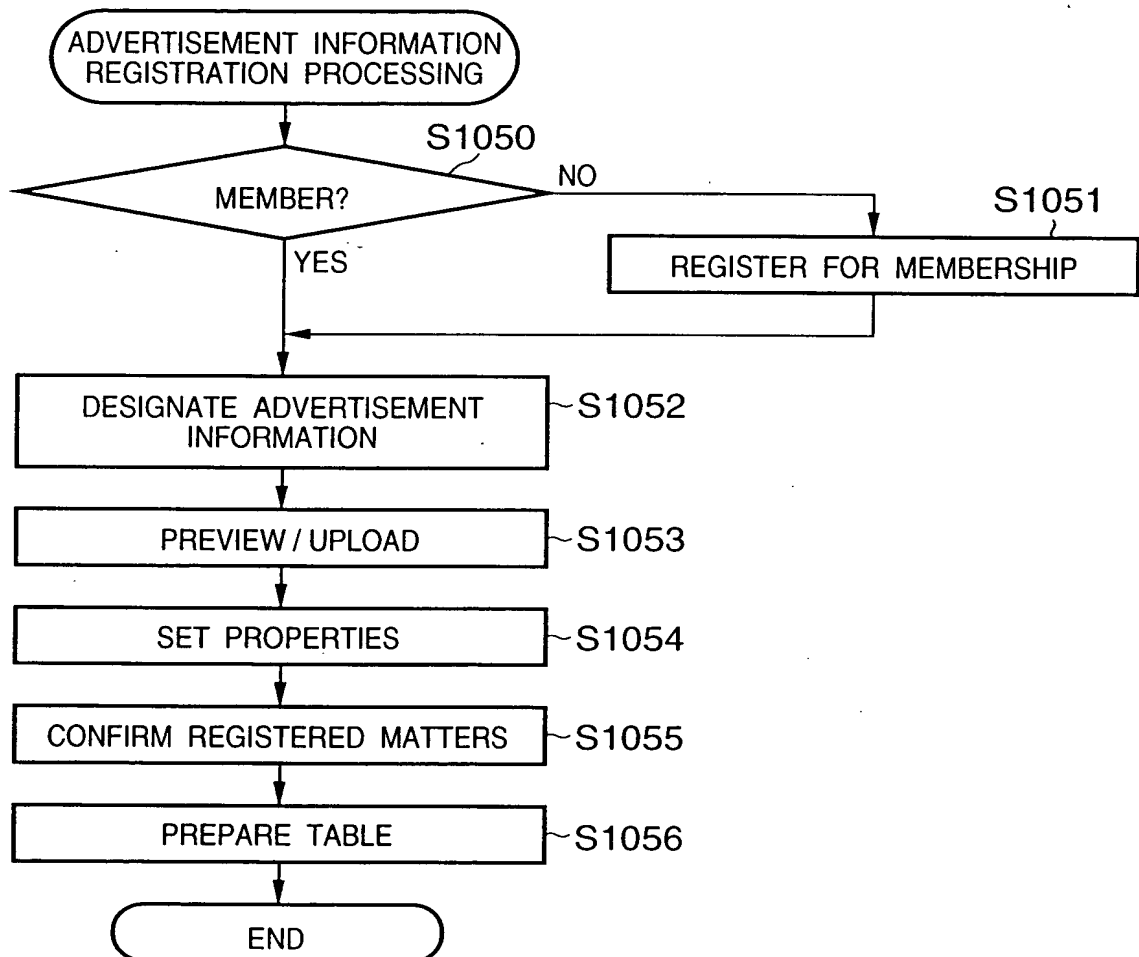 ADVERTISEMENT INFORMATION
REGISTRATION PROCESSING
S1050
MEMBER?
NO
YES
S1051
REGISTER FOR MEMBERSHIP
DESIGNATE ADVERTISEMENT
INFORMATION
S1052
PREVIEW / UPLOAD
S1053
SET PROPERTIES
S1054
CONFIRM REGISTERED MATTERS
S1055
PREPARE TABLE
S1056
END